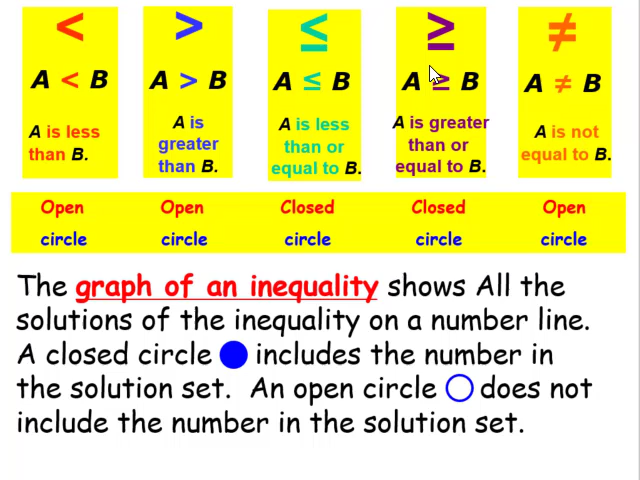 < > ≤ ≥ ≠
A < B A > B A ≤ B A ≥ B A ≠ B
A is less
than B.
A is
greater
than B.
A is less
than or
equal to B.
A is greater
than or
equal to B.
A is not
equal to B.
Open Open Closed Closed Open
circle circle circle circle circle
The graph of an inequality shows All the
solutions of the inequality on a number line.
A closed circle includes the number in
the solution set. An open circle does not
include the number in the solution set.